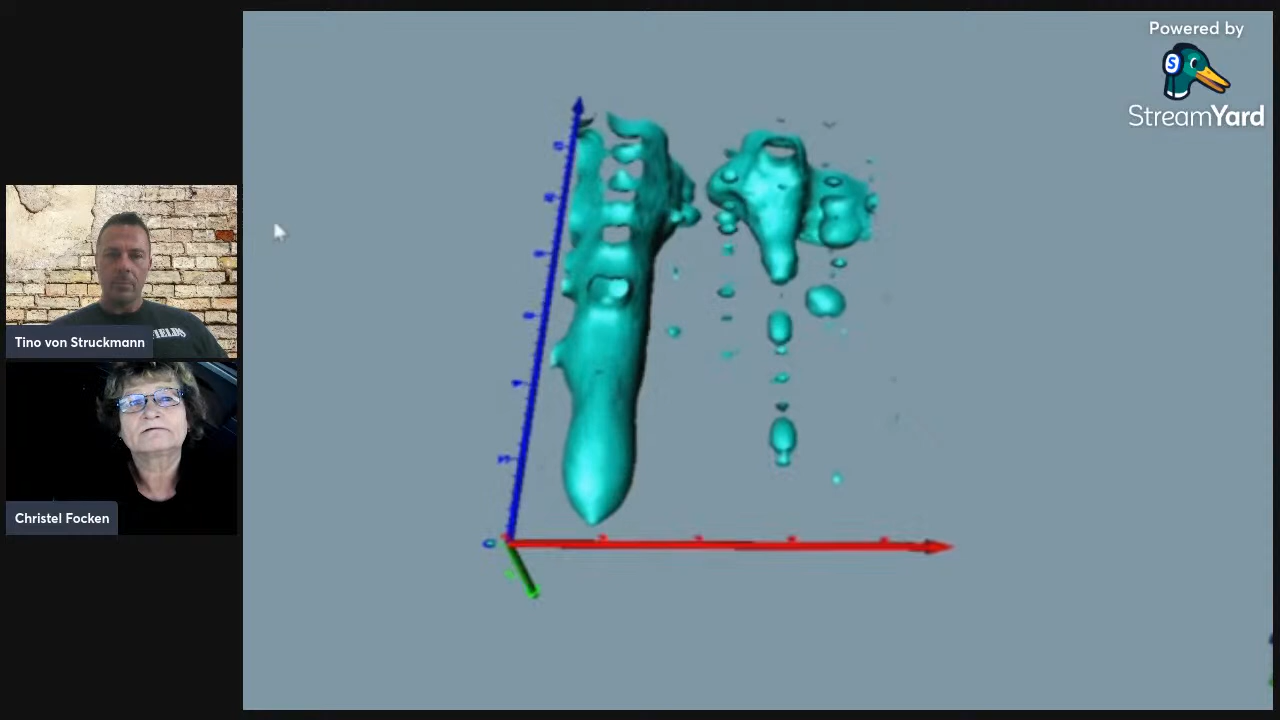 Powered by
S
StreamYard
Tino von Struckmann
Christel Focken